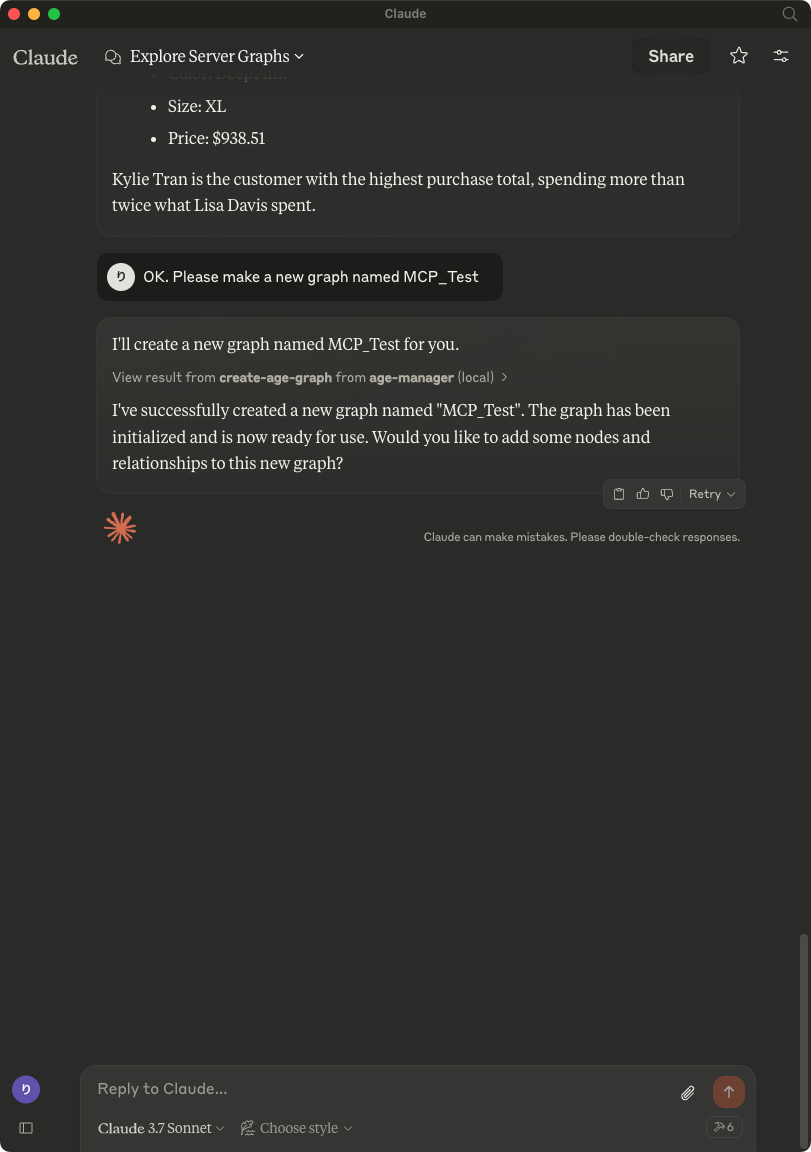 Claude
Claude
Explore Server Graphs
Share
Color: DeepPink
Size: XL
Price: $938.51
Kylie Tran is the customer with the highest purchase total, spending more than
twice what Lisa Davis spent.
り
OK. Please make a new graph named MCP_Test
I'll create a new graph named MCP_Test for you.
View result from create-age-graph from age-manager (local)
I've successfully created a new graph named "MCP_Test". The graph has been
initialized and is now ready for use. Would you like to add some nodes and
relationships to this new graph?
Retry
Claude can make mistakes. Please double-check responses.
り
Reply to Claude...
Claude 3.7 Sonnet
Choose style
6